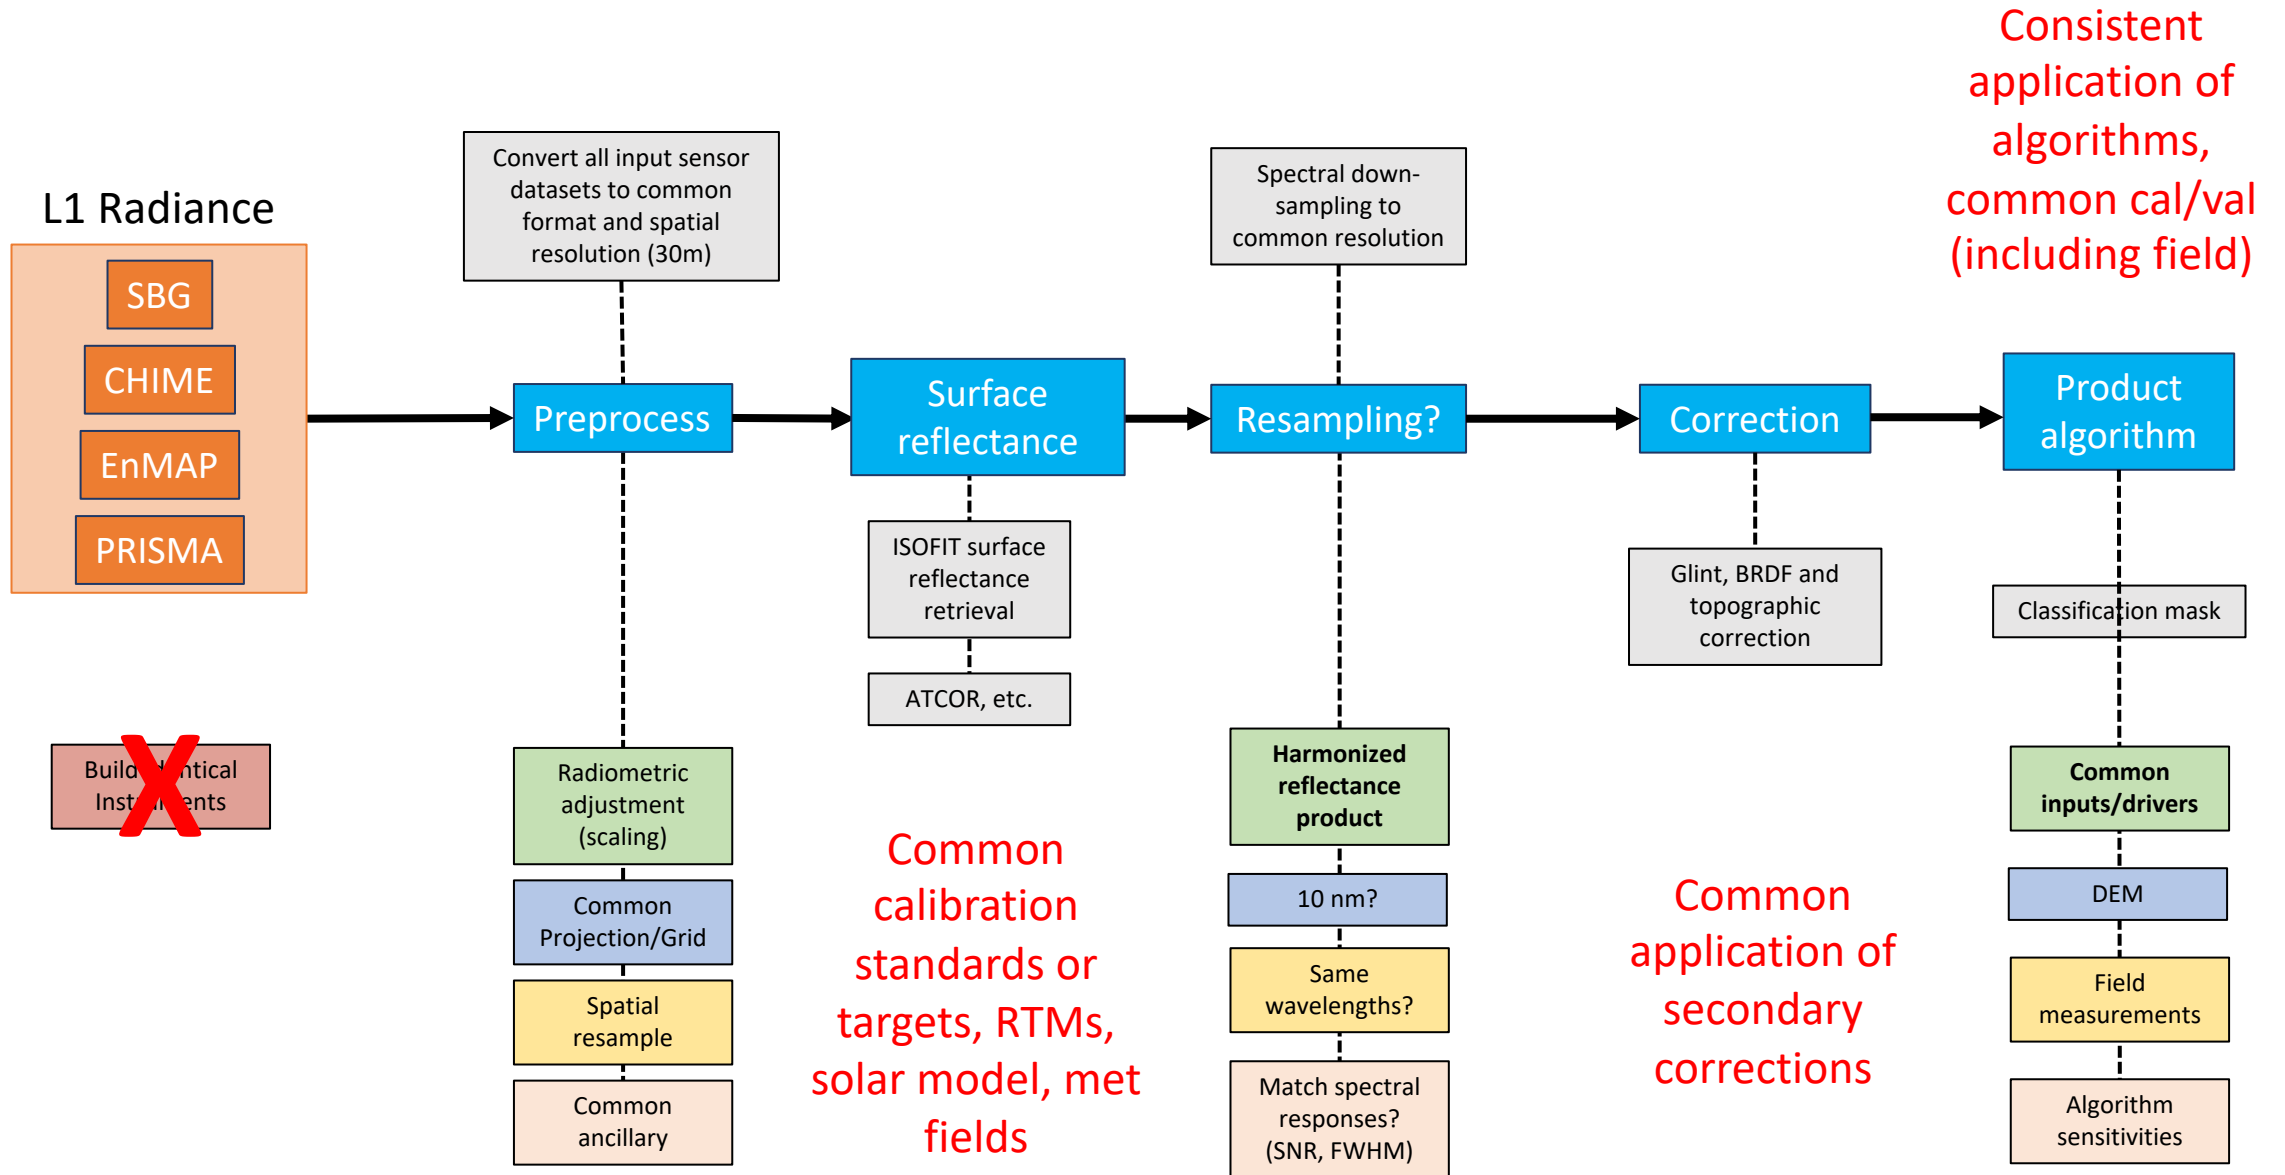 L1 Radiance
SBG
CHIME
EnMAP
PRISMA
Build Identical
Instruments
X
Convert all input sensor
datasets to common
format and spatial
resolution (30m)
Preprocess
Radiometric
adjustment
(scaling)
Common
Projection/Grid
Spatial
resample
Common
ancillary
Surface
reflectance
ISOFIT surface
reflectance
retrieval
ATCOR, etc.
Common
calibration
standards or
targets, RTMs,
solar model, met
fields
Spectral down-
sampling to
common resolution
Resampling?
Harmonized
reflectance
product
10 nm?
Same
wavelengths?
Match spectral
responses?
(SNR, FWHM)
Correction
Glint, BRDF and
topographic
correction
Common
application of
secondary
corrections
Consistent
application of
algorithms,
common cal/val
(including field)
Product
algorithm
Classification mask
Common
inputs/drivers
DEM
Field
measurements
Algorithm
sensitivities